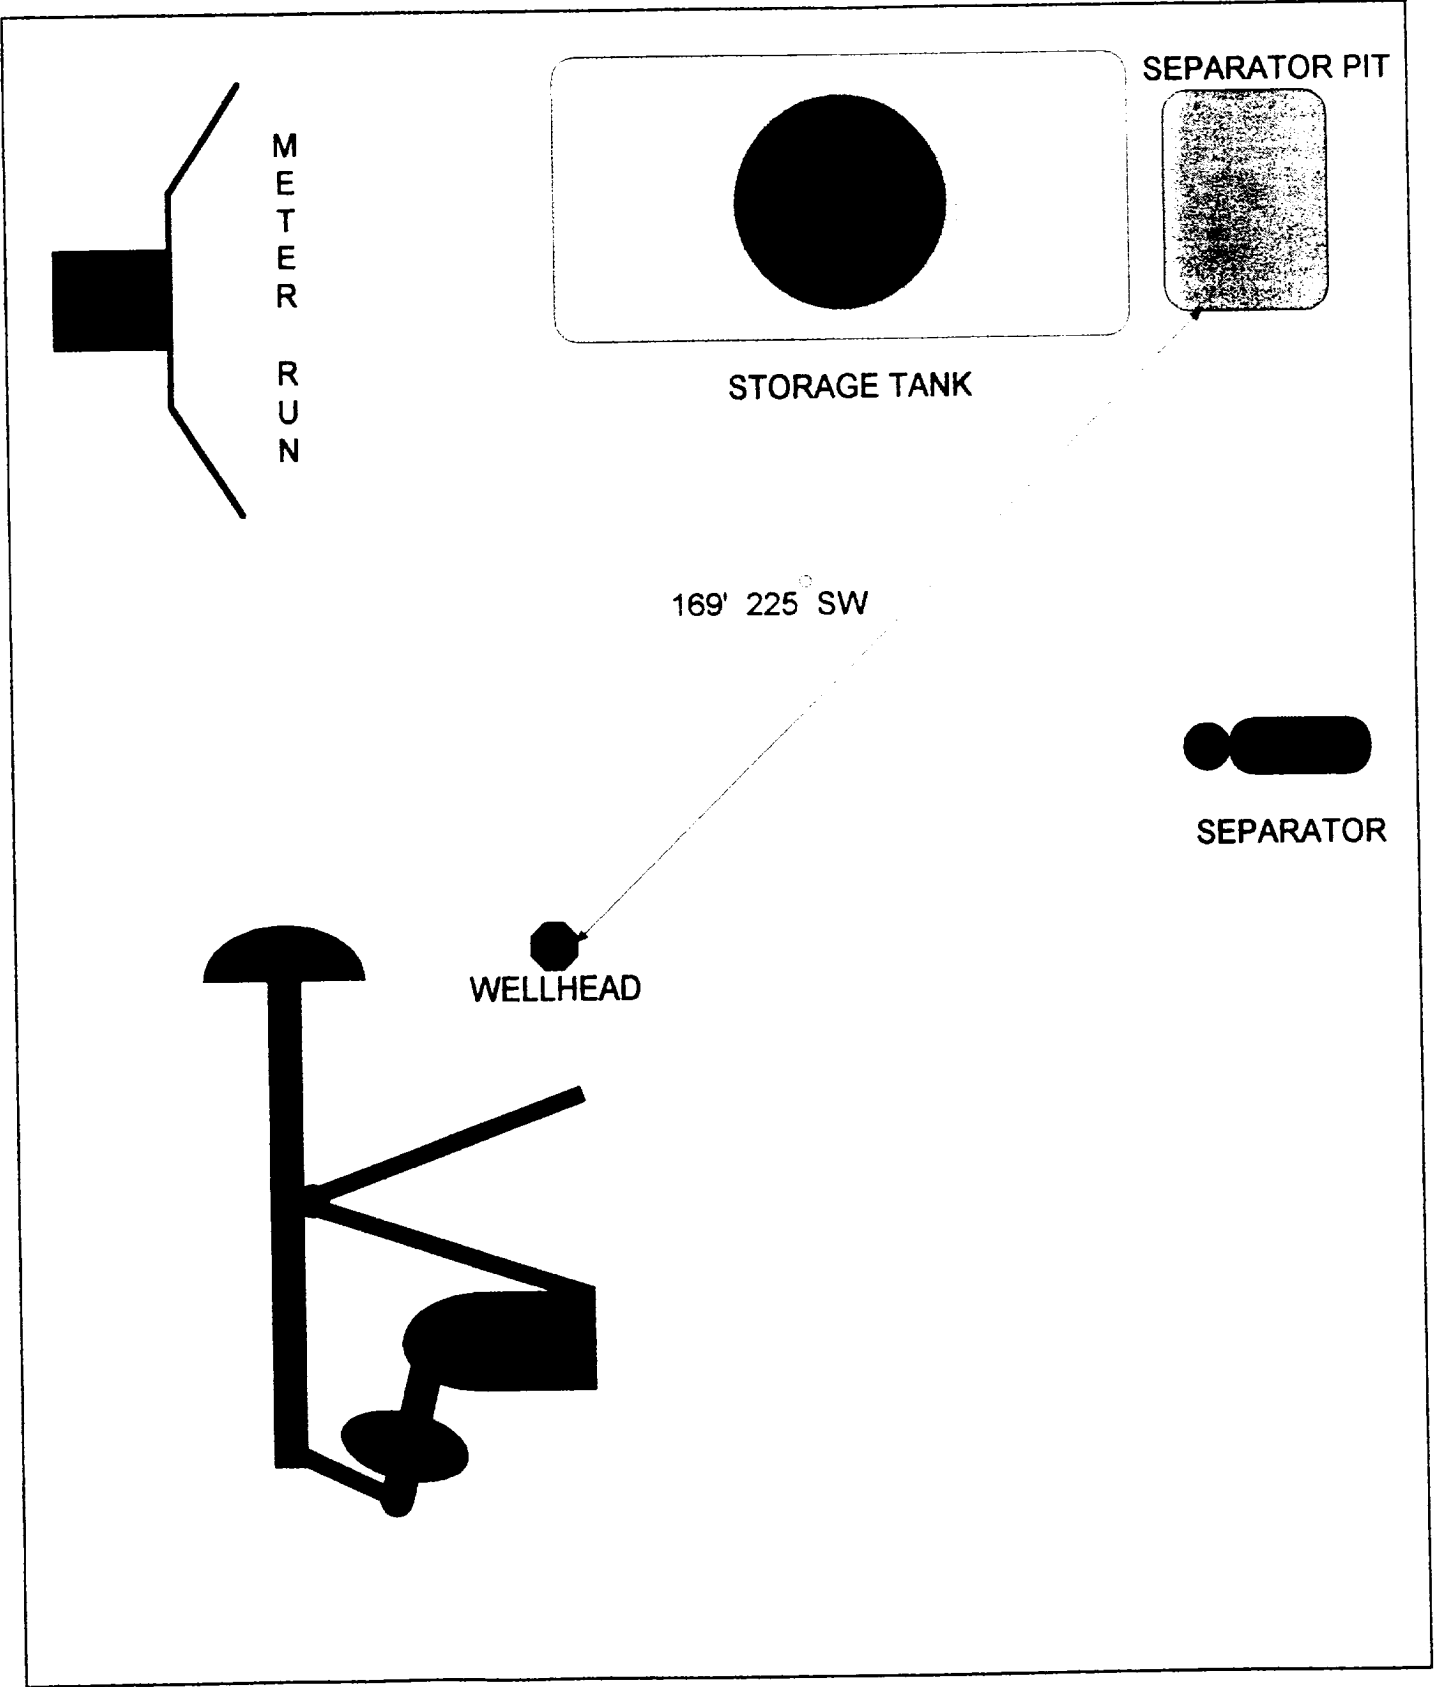 SEPARATOR PIT
METER RUN
STORAGE TANK
169' 225° SW
SEPARATOR
WELLHEAD